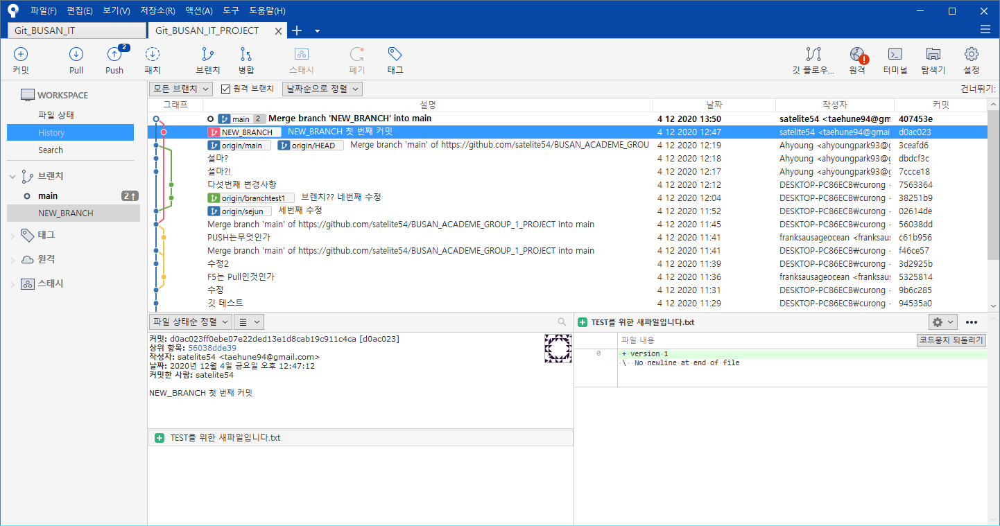 파일(F) 편집(E) 보기(V) 저장소(R) 액션(A) 도구 도움말(H)
Git_BUSAN_IT Git_BUSAN_IT_PROJECT
2
커밋 Pull Push 패치 브랜치 병합 스태시 폐기 태그 깃 플로우... 원격 터미널 탐색기 설정
WORKSPACE
파일 상태
History
Search
브랜치
main 2↑
NEW_BRANCH
태그
원격
스태시
모든 브랜치 원격 브랜치 날짜순으로 정렬 건너뛰기:
그래프 설명 날짜 작성자 커밋
main 2 Merge branch 'NEW_BRANCH' into main 4 12 2020 13:50 satelite54 <taehune94@gm 407453e
NEW_BRANCH NEW_BRANCH 첫 번째 커밋 4 12 2020 12:47 satelite54 <taehune94@gmai d0ac023
origin/main origin/HEAD Merge branch 'main' of https://github.com/satelite54/BUSAN_ACADEME_GROU 4 12 2020 12:19 Ahyoung <ahyoungpark93@g 3ceafd6
설마? 4 12 2020 12:18 Ahyoung <ahyoungpark93@g dbdcf3c
설마?! 4 12 2020 12:17 Ahyoung <ahyoungpark93@g 7ccce18
다섯번째 변경사항 4 12 2020 12:12 DESKTOP-PC86ECB₩curong < 7563364
origin/branchtest1 브렌치?? 네번째 수정 4 12 2020 12:04 DESKTOP-PC86ECB₩curong < 38251b9
origin/sejun 세번째 수정 4 12 2020 11:52 DESKTOP-PC86ECB₩curong < 02614de
Merge branch 'main' of https://github.com/satelite54/BUSAN_ACADEME_GROUP_1_PROJECT into main 4 12 2020 11:45 DESKTOP-PC86ECB₩curong < 56038dd
PUSH는무엇인가 4 12 2020 11:41 franksausageocean <franksaus c61b956
Merge branch 'main' of https://github.com/satelite54/BUSAN_ACADEME_GROUP_1_PROJECT into main 4 12 2020 11:41 DESKTOP-PC86ECB₩curong < f46ce57
수정2 4 12 2020 11:39 DESKTOP-PC86ECB₩curong < 3d2925b
F5는 Pull인것인가 4 12 2020 11:36 franksausageocean <franksaus 5325814
수정 4 12 2020 11:31 DESKTOP-PC86ECB₩curong < 9b6c285
깃 테스트 4 12 2020 11:29 DESKTOP-PC86ECB₩curong < 94535a0
파일 상태순 정렬
커밋: d0ac023ff0ebe07e22ded13e1d8cab19c911c4ca [d0ac023]
상위 항목: 56038dde39
작성자: satelite54 <taehune94@gmail.com>
날짜: 2020년 12월 4일 금요일 오후 12:47:12
커밋한 사람: satelite54
NEW_BRANCH 첫 번째 커밋
TEST를 위한 새파일입니다.txt
TEST를 위한 새파일입니다.txt
파일 내용 코드뭉치 되돌리기
0 + version 1
\ No newline at end of file